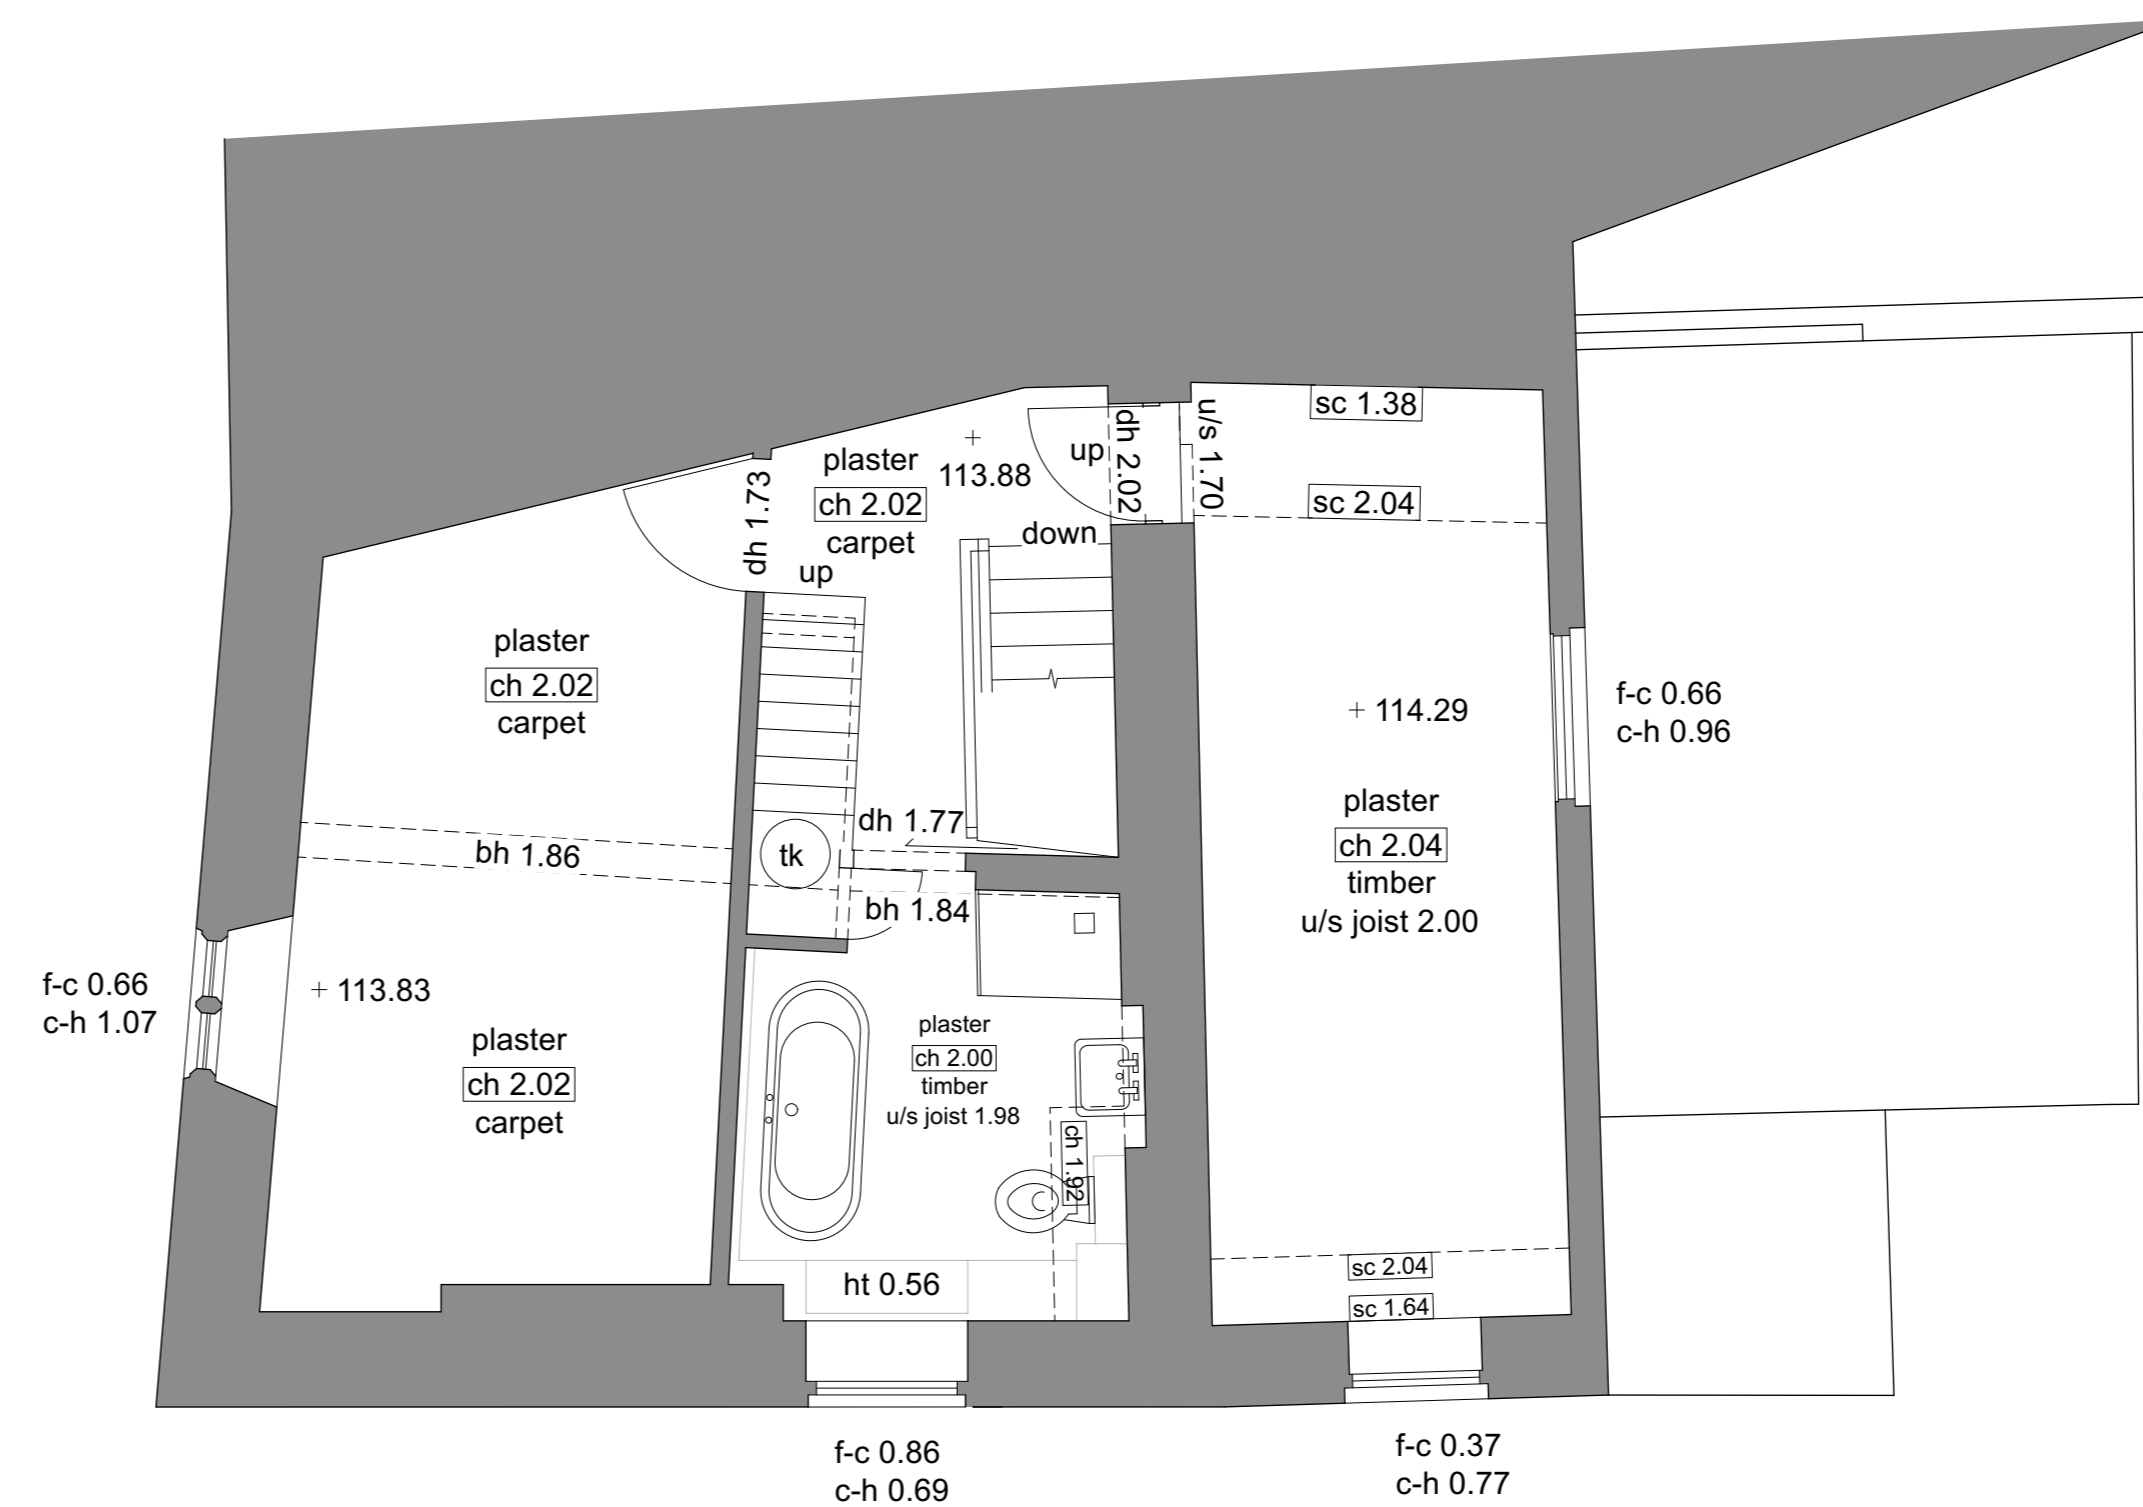 sc 1.38
plaster
ch 2.02
carpet
113.88
up
dh 2.02
u/s 1.70
sc 2.04
dh 1.73
up
down
plaster
ch 2.02
carpet
114.29
f-c 0.66
c-h 0.96
plaster
ch 2.04
timber
u/s joist 2.00
dh 1.77
tk
bh 1.86
bh 1.84
f-c 0.66
c-h 1.07
113.83
plaster
ch 2.02
carpet
plaster
ch 2.00
timber
u/s joist 1.98
ch 1.92
ht 0.56
sc 2.04
sc 1.64
f-c 0.86
c-h 0.69
f-c 0.37
c-h 0.77